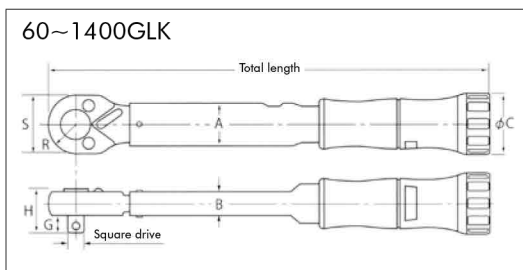 60~1400GLK
Total length
S
R
A
φC
H
G
B
Square drive